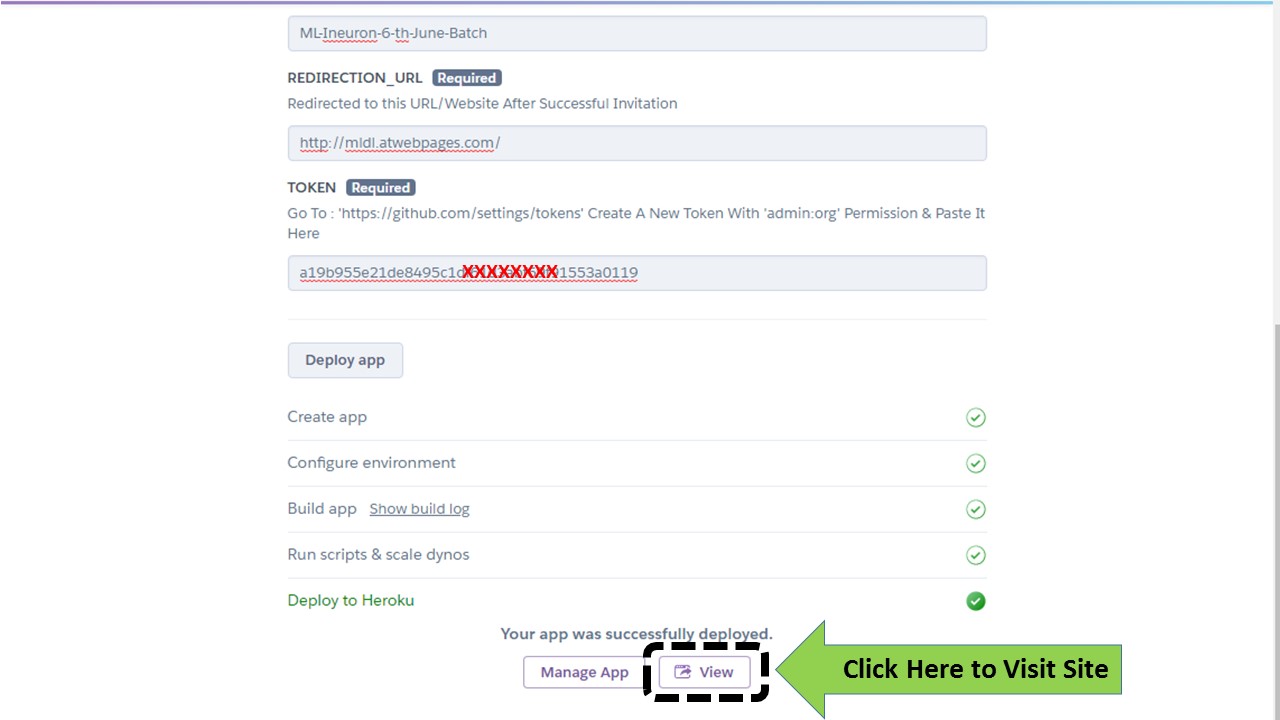 ML-Ineuron-6-th-June-Batch
REDIRECTION_URL Required
Redirected to this URL/Website After Successful Invitation
http://mldl.atwebpages.com/
TOKEN Required
Go To : 'https://github.com/settings/tokens' Create A New Token With 'admin:org' Permission & Paste It
Here
a19b955e21de8495c1dXXXXXXXX1553a0119
Deploy app
Create app
Configure environment
Build app Show build log
Run scripts & scale dynos
Deploy to Heroku
Your app was successfully deployed.
Manage App View
Click Here to Visit Site